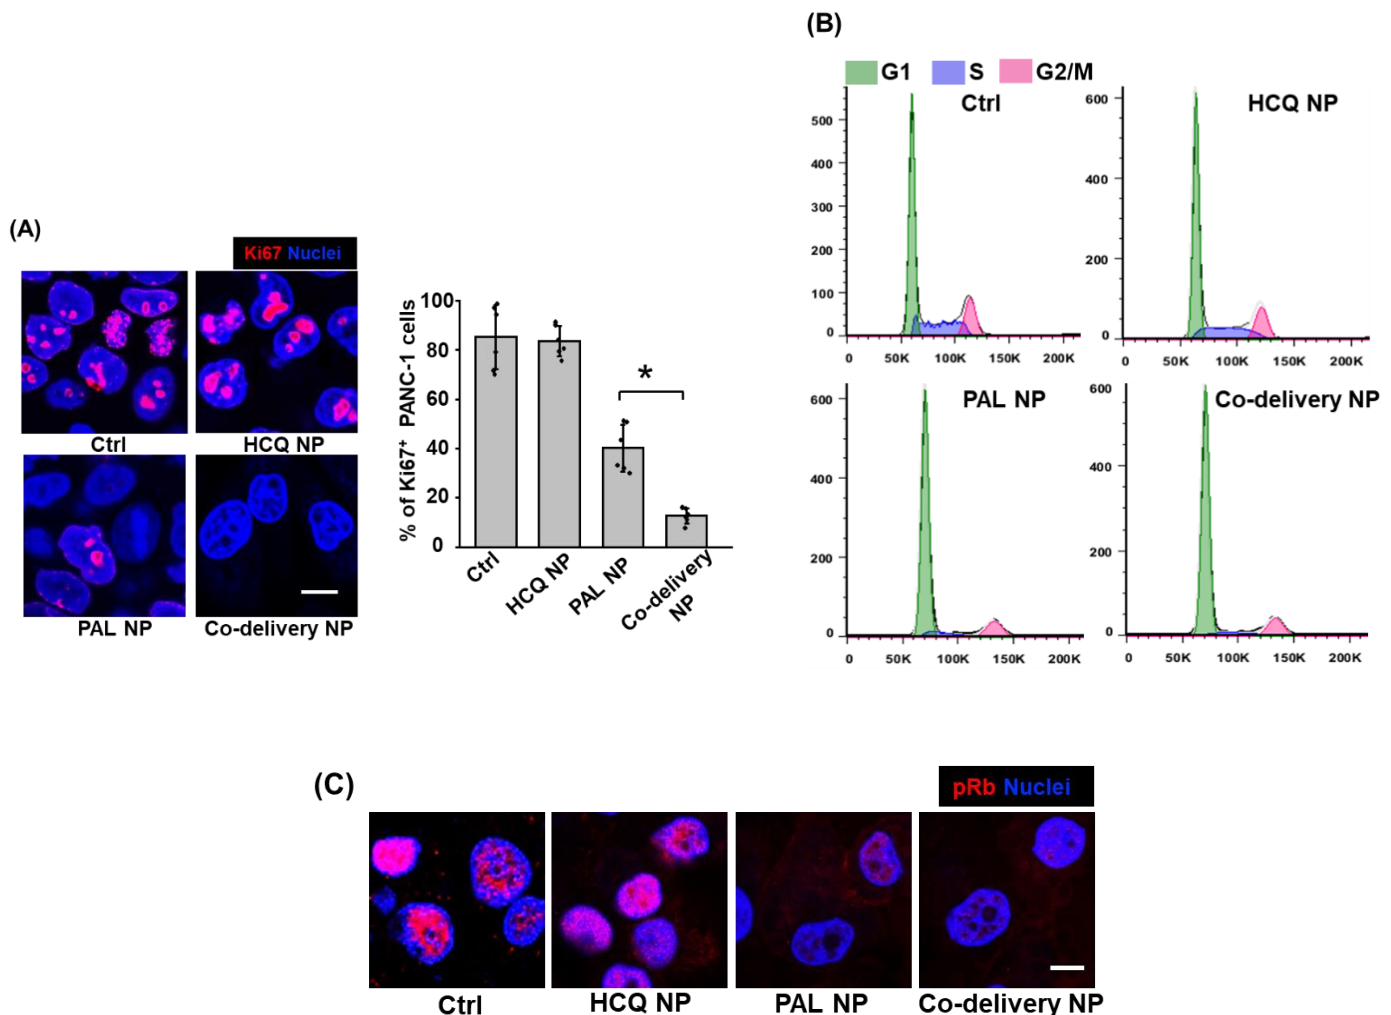 (B)
G1 S G2/M
Ctrl
500
400
300
200
100
0
0 50K 100K 150K 200K
HCQ NP
600
400
200
0
0 50K 100K 150K 200K
PAL NP
600
400
200
0
0 50K 100K 150K 200K
Co-delivery NP
600
400
200
0
0 50K 100K 150K 200K
(A)
Ki67 Nuclei
Ctrl
HCQ NP
PAL NP
Co-delivery NP
% of Ki67+ PANC-1 cells
100
80
60
40
20
0
*
Ctrl
HCQ NP
PAL NP
Co-delivery
NP
(C)
pRb Nuclei
Ctrl
HCQ NP
PAL NP
Co-delivery NP